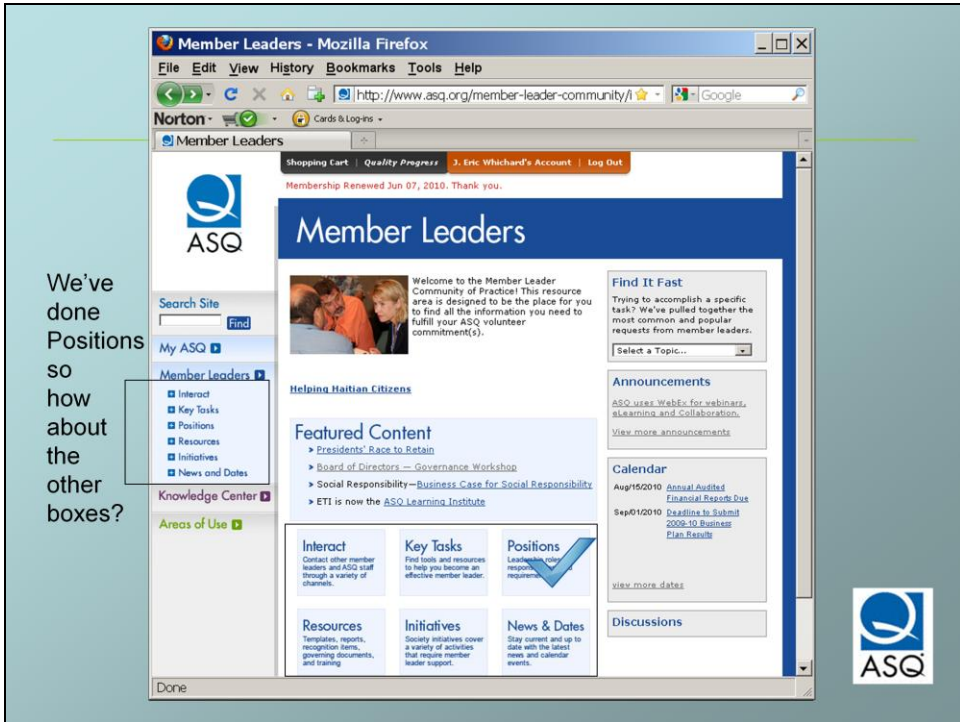 Member Leaders - Mozilla Firefox
File Edit View History Bookmarks Tools Help
http://www.asq.org/member-leader-community/i
Google
Norton
Cards & Log-ins
Member Leaders
Shopping Cart | Quality Progress J. Eric Whichard's Account | Log Out
Membership Renewed Jun 07, 2010. Thank you.
ASQ
Member Leaders
We've
done
Positions
so
how
about
the
other
boxes?
Search Site
Find
My ASQ
Member Leaders
Interact
Key Tasks
Positions
Resources
Initiatives
News and Dates
Knowledge Center
Areas of Use
Welcome to the Member Leader
Community of Practice! This resource
area is designed to be the place for you
to find all the information you need to
fulfill your ASQ volunteer
commitment(s).
Helping Haitian Citizens
Featured Content
> Presidents' Race to Retain
> Board of Directors — Governance Workshop
> Social Responsibility—Business Case for Social Responsibility
> ETI is now the ASQ Learning Institute
Interact
Contact other member
leaders and ASQ staff
through a variety of
channels.
Key Tasks
Find tools and resources
to help you become an
effective member leader.
Positions
Leadership roles
Resources
Templates, reports,
recognition items,
governing documents,
and training
Initiatives
Society initiatives cover
a variety of activities
that require member
leader support.
News & Dates
Stay current and up to
date with the latest
news and calendar
events.
Find It Fast
Trying to accomplish a specific
task? We've pulled together the
most common and popular
requests from member leaders.
Select a Topic...
Announcements
ASQ uses WebEx for webinars,
eLearning and Collaboration.
View more announcements
Calendar
Aug/15/2010 Annual Audited
Financial Reports Due
Sep/01/2010 Deadline to Submit
2009-10 Business
Plan Results
view more dates
Discussions
Done
ASQ